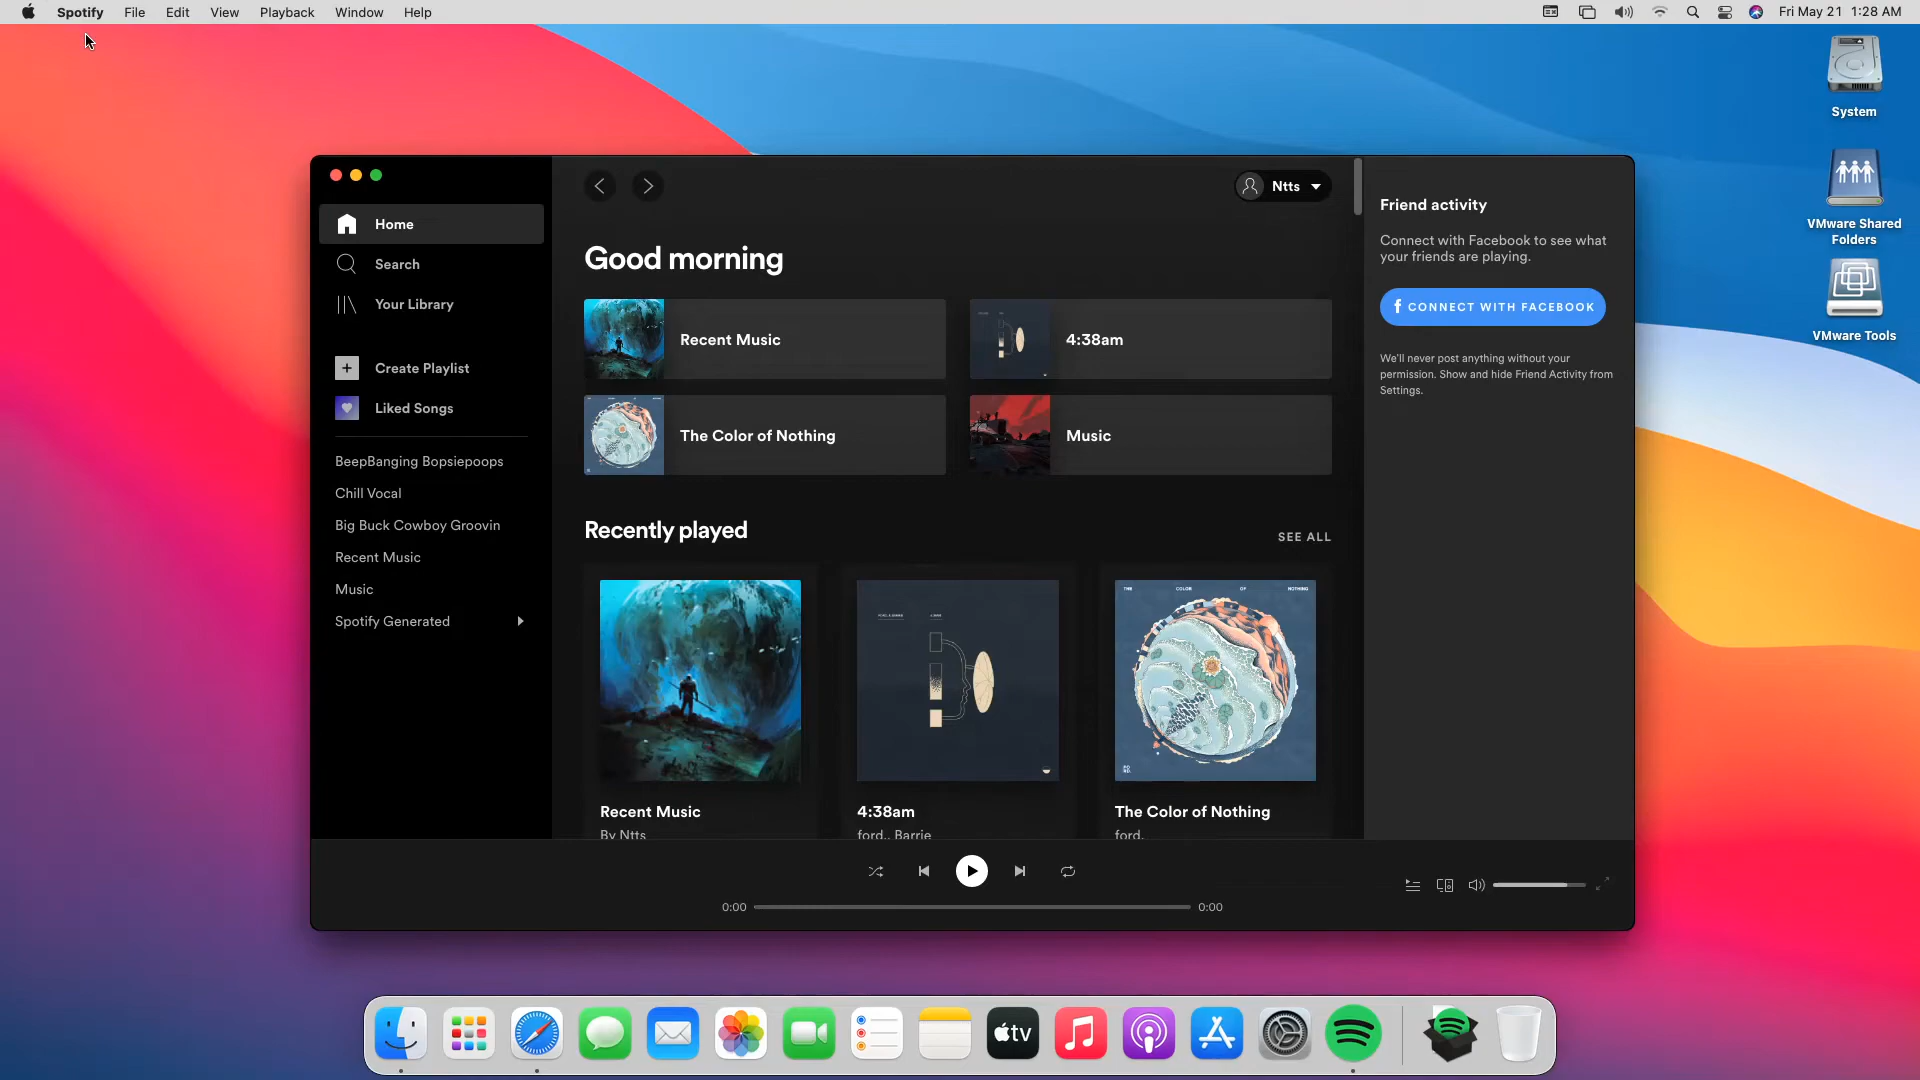 Spotify File Edit View Playback Window Help
Fri May 21 1:28 AM
System
VMware Shared
Folders
VMware Tools
Home
Search
Your Library
Create Playlist
Liked Songs
BeepBanging Bopsiepoops
Chill Vocal
Big Buck Cowboy Groovin
Recent Music
Music
Spotify Generated
Ntts
Good morning
Recent Music
4:38am
The Color of Nothing
Music
Recently played
SEE ALL
THE COLOR OF NOTHING
Recent Music
By Ntts
4:38am
ford., Barrie
The Color of Nothing
ford.
Friend activity
Connect with Facebook to see what
your friends are playing.
f CONNECT WITH FACEBOOK
We'll never post anything without your
permission. Show and hide Friend Activity from
Settings.
0:00
0:00
tv